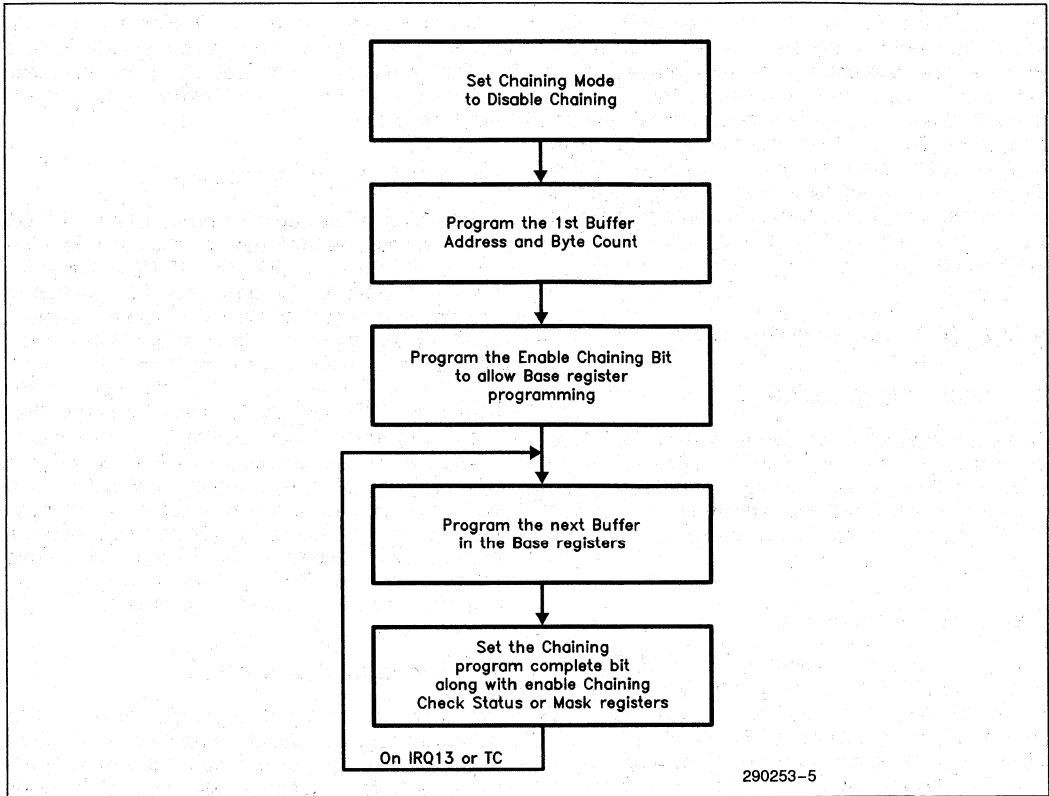 Set Chaining Mode
to Disable Chaining
Program the 1st Buffer
Address and Byte Count
Program the Enable Chaining Bit
to allow Base register
programming
Program the next Buffer
in the Base registers
Set the Chaining
program complete bit
along with enable Chaining
Check Status or Mask registers
On IRQ13 or TC
290253–5